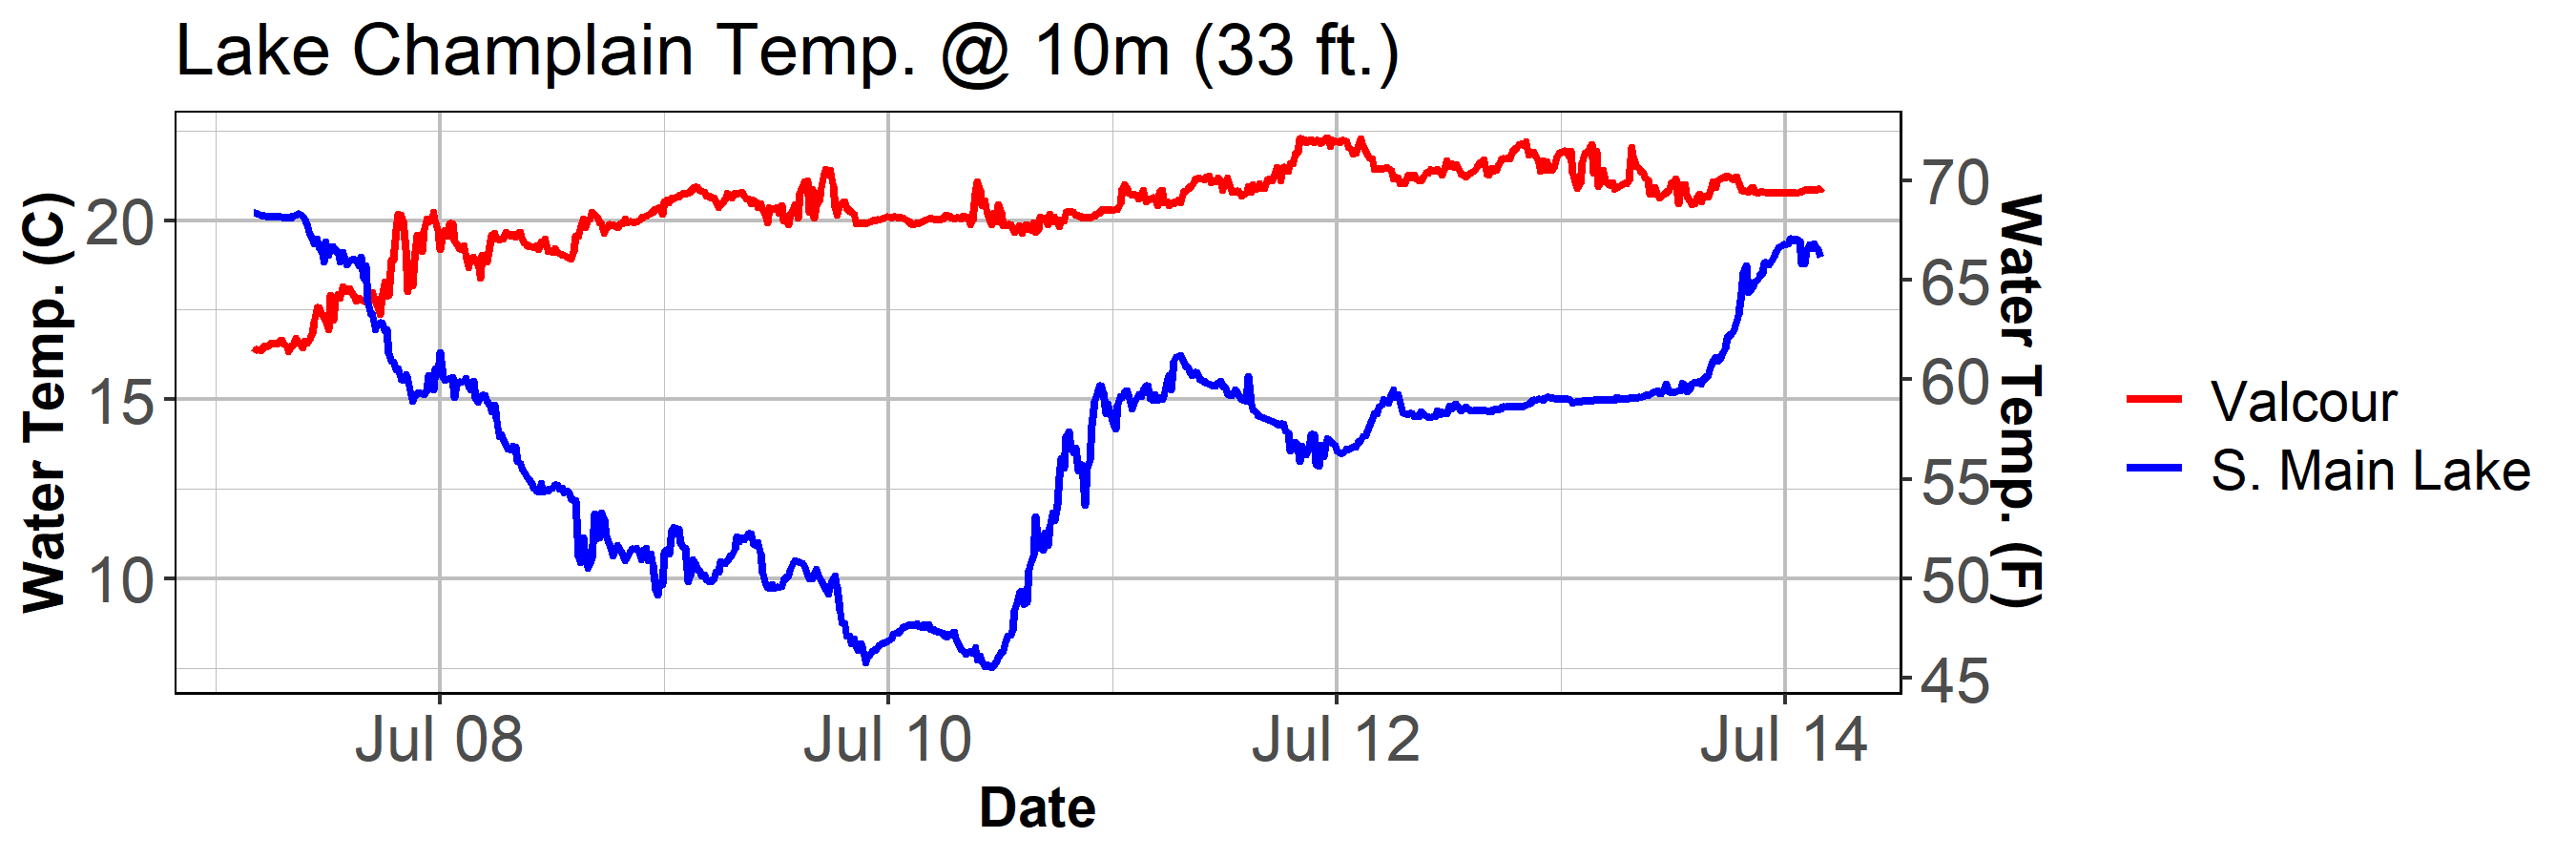 Lake Champlain Temp. @ 10m (33 ft.)
Water Temp. (C)
20
15
10
70
65
60
55
50
45
Water Temp. (F)
Jul 08
Jul 10
Jul 12
Jul 14
Date
Valcour
S. Main Lake